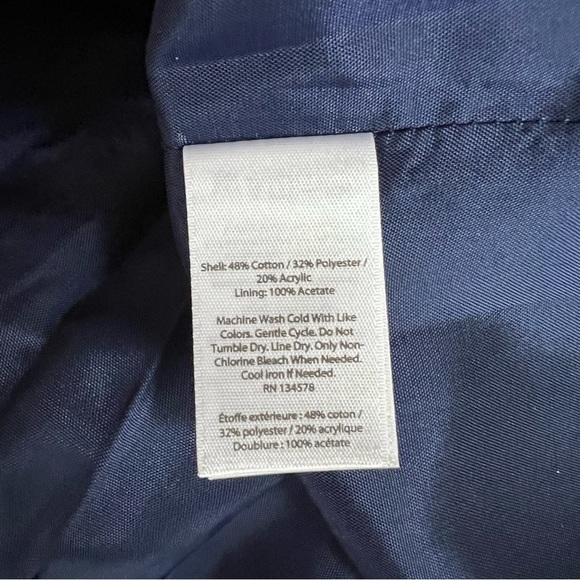 Shell: 48% Cotton / 32% Polyester /
20% Acrylic
Lining: 100% Acetate
Machine Wash Cold With Like
Colors. Gentle Cycle. Do Not
Tumble Dry. Line Dry. Only Non-
Chlorine Bleach When Needed.
Cool Iron If Needed.
RN 134578
Étoffe extérieure : 48% coton /
32% polyester / 20% acrylique
Doublure : 100% acétate